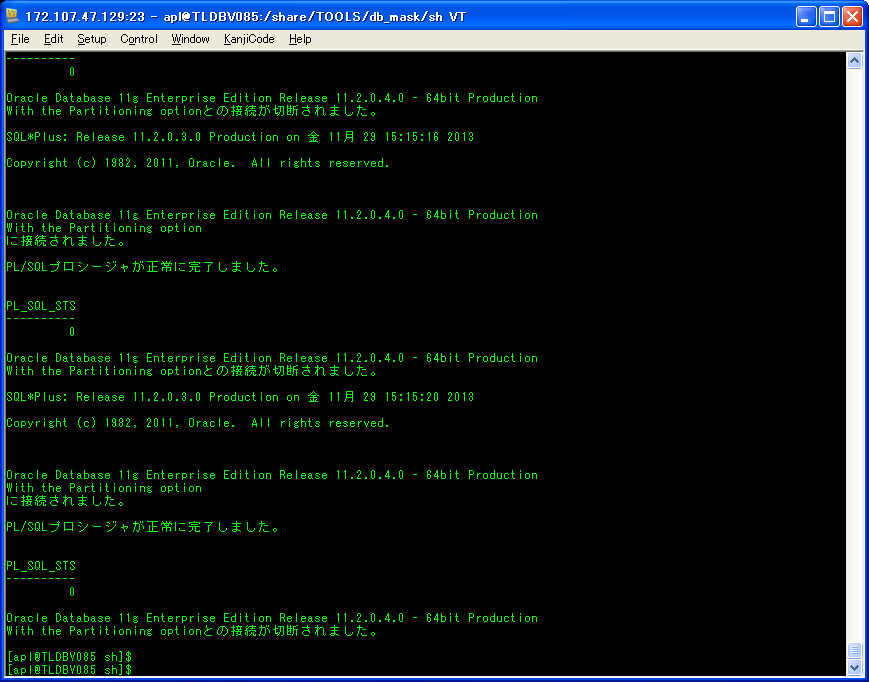 172.107.47.129:23 - apl@TLDBV085:/share/TOOLS/db_mask/sh VT
File Edit Setup Control Window KanjiCode Help
----------
0
Oracle Database 11g Enterprise Edition Release 11.2.0.4.0 - 64bit Production
With the Partitioning optionとの接続が切断されました。
SQL*Plus: Release 11.2.0.3.0 Production on 金 11月 29 15:15:16 2013
Copyright (c) 1982, 2011, Oracle.  All rights reserved.
Oracle Database 11g Enterprise Edition Release 11.2.0.4.0 - 64bit Production
With the Partitioning option
に接続されました。
PL/SQLプロシージャが正常に完了しました。
PL_SQL_STS
----------
0
Oracle Database 11g Enterprise Edition Release 11.2.0.4.0 - 64bit Production
With the Partitioning optionとの接続が切断されました。
SQL*Plus: Release 11.2.0.3.0 Production on 金 11月 29 15:15:20 2013
Copyright (c) 1982, 2011, Oracle.  All rights reserved.
Oracle Database 11g Enterprise Edition Release 11.2.0.4.0 - 64bit Production
With the Partitioning option
に接続されました。
PL/SQLプロシージャが正常に完了しました。
PL_SQL_STS
----------
0
Oracle Database 11g Enterprise Edition Release 11.2.0.4.0 - 64bit Production
With the Partitioning optionとの接続が切断されました。
[apl@TLDBV085 sh]$
[apl@TLDBV085 sh]$